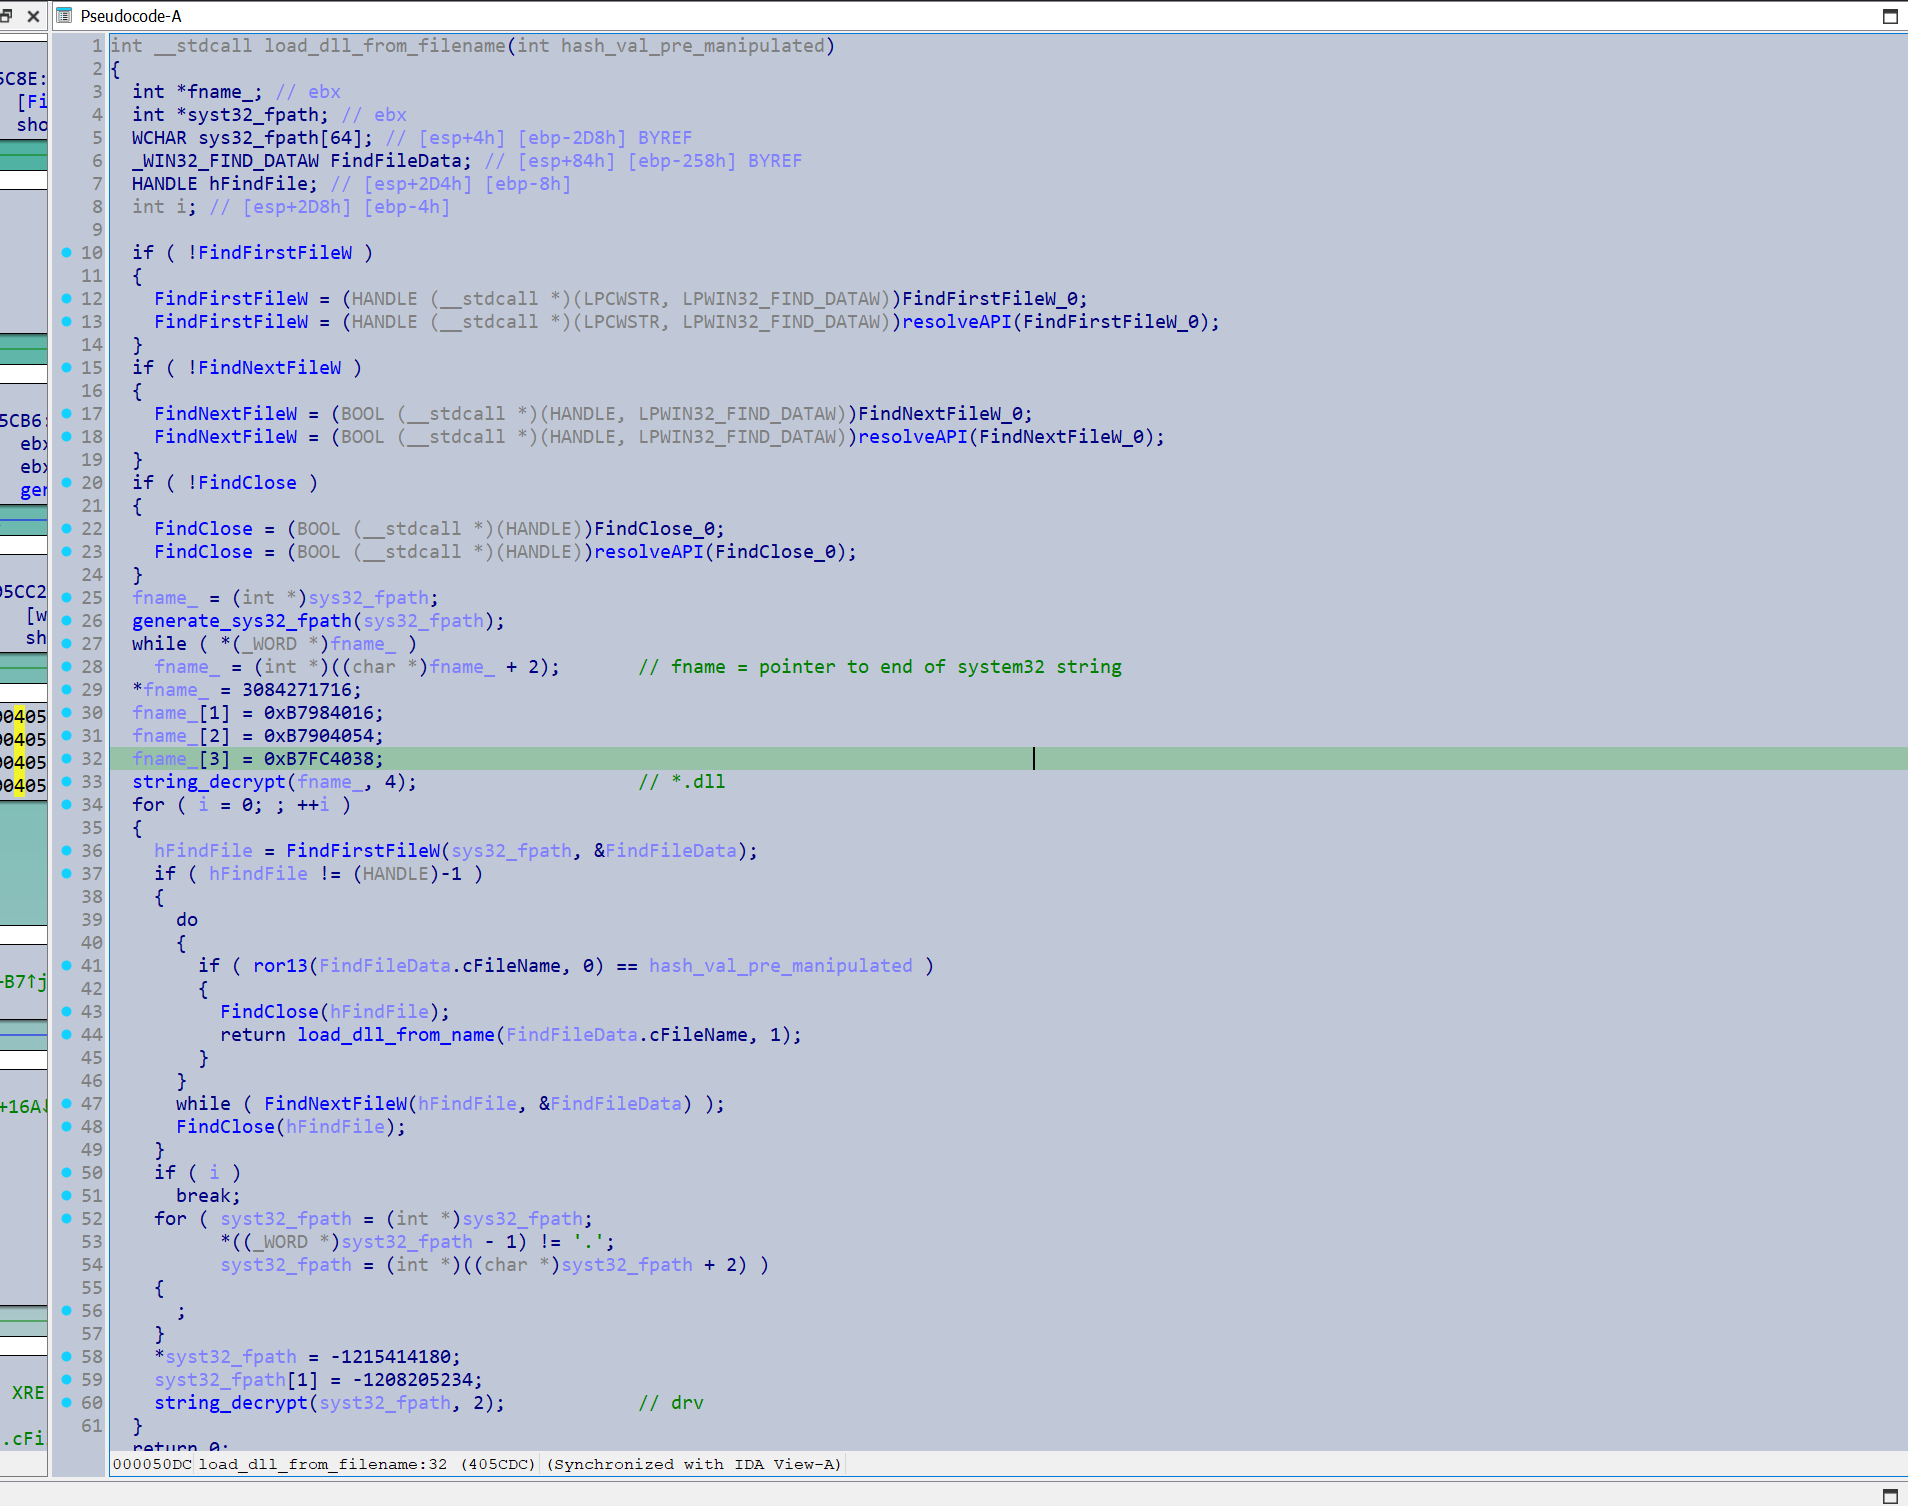 Pseudocode-A
5C8E:
[Fi
sho
5CB6:
ebx
ebx
ger
05CC2
[w
sh
00405
00405
00405
00405
-B7↑j
+16A↓
XRE
.cFi
1 int __stdcall load_dll_from_filename(int hash_val_pre_manipulated)
2 {
3 int *fname_; // ebx
4 int *syst32_fpath; // ebx
5 WCHAR sys32_fpath[64]; // [esp+4h] [ebp-2D8h] BYREF
6 _WIN32_FIND_DATAW FindFileData; // [esp+84h] [ebp-258h] BYREF
7 HANDLE hFindFile; // [esp+2D4h] [ebp-8h]
8 int i; // [esp+2D8h] [ebp-4h]
9
10 if ( !FindFirstFileW )
11 {
12 FindFirstFileW = (HANDLE (__stdcall *)(LPCWSTR, LPWIN32_FIND_DATAW))FindFirstFileW_0;
13 FindFirstFileW = (HANDLE (__stdcall *)(LPCWSTR, LPWIN32_FIND_DATAW))resolveAPI(FindFirstFileW_0);
14 }
15 if ( !FindNextFileW )
16 {
17 FindNextFileW = (BOOL (__stdcall *)(HANDLE, LPWIN32_FIND_DATAW))FindNextFileW_0;
18 FindNextFileW = (BOOL (__stdcall *)(HANDLE, LPWIN32_FIND_DATAW))resolveAPI(FindNextFileW_0);
19 }
20 if ( !FindClose )
21 {
22 FindClose = (BOOL (__stdcall *)(HANDLE))FindClose_0;
23 FindClose = (BOOL (__stdcall *)(HANDLE))resolveAPI(FindClose_0);
24 }
25 fname_ = (int *)sys32_fpath;
26 generate_sys32_fpath(sys32_fpath);
27 while ( *(_WORD *)fname_ )
28 fname_ = (int *)((char *)fname_ + 2); // fname = pointer to end of system32 string
29 *fname_ = 3084271716;
30 fname_[1] = 0xB7984016;
31 fname_[2] = 0xB7904054;
32 fname_[3] = 0xB7FC4038;
33 string_decrypt(fname_, 4); // *.dll
34 for ( i = 0; ; ++i )
35 {
36 hFindFile = FindFirstFileW(sys32_fpath, &FindFileData);
37 if ( hFindFile != (HANDLE)-1 )
38 {
39 do
40 {
41 if ( ror13(FindFileData.cFileName, 0) == hash_val_pre_manipulated )
42 {
43 FindClose(hFindFile);
44 return load_dll_from_name(FindFileData.cFileName, 1);
45 }
46 }
47 while ( FindNextFileW(hFindFile, &FindFileData) );
48 FindClose(hFindFile);
49 }
50 if ( i )
51 break;
52 for ( syst32_fpath = (int *)sys32_fpath;
53 *((_WORD *)syst32_fpath - 1) != '.';
54 syst32_fpath = (int *)((char *)syst32_fpath + 2) )
55 {
56 ;
57 }
58 *syst32_fpath = -1215414180;
59 syst32_fpath[1] = -1208205234;
60 string_decrypt(syst32_fpath, 2); // drv
61 }
return 0;
000050DC load_dll_from_filename:32 (405CDC) (Synchronized with IDA View-A)